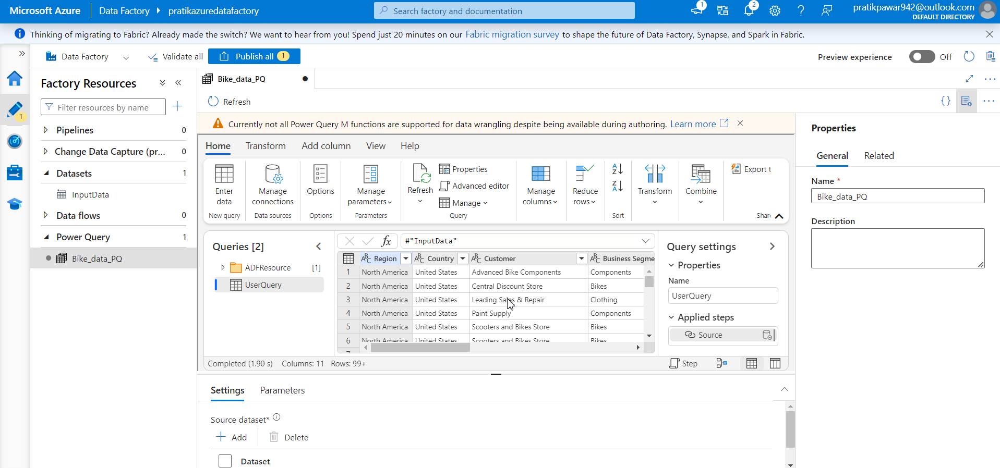 Microsoft Azure
Data Factory
pratikazuredatafactory
Search factory and documentation
1
2
?
pratikpawar942@outlook.com
DEFAULT DIRECTORY
Thinking of migrating to Fabric? Already made the switch? We want to hear from you! Spend just 20 minutes on our Fabric migration survey to shape the future of Data Factory, Synapse, and Spark in Fabric.
Data Factory
Validate all
Publish all 1
Preview experience
Off
Factory Resources
Filter resources by name
1
Pipelines 0
Change Data Capture (pr... 0
Datasets 1
InputData
Data flows 0
Power Query 1
Bike_data_PQ
Bike_data_PQ
Refresh
{}
Currently not all Power Query M functions are supported for data wrangling despite being available during authoring. Learn more
Home Transform Add column View Help
Enter data
New query
Manage connections
Data sources
Options
Options
Manage parameters
Parameters
Refresh
Properties
Advanced editor
Manage
Query
Manage columns
Reduce rows
Sort
Transform
Combine
Export t
Shar
Queries [2]
ADFResource [1]
UserQuery
fx
#"InputData"
Region Country Customer Business Segme
1 North America United States Advanced Bike Components Components
2 North America United States Central Discount Store Bikes
3 North America United States Leading Sales & Repair Clothing
4 North America United States Paint Supply Components
5 North America United States Scooters and Bikes Store Bikes
6 North America United States Scooters and Bikes Store Bikes
7
Query settings
Properties
Name
UserQuery
Applied steps
Source
Completed (1.90 s) Columns: 11 Rows: 99+
Step
Settings Parameters
Source dataset*
Add
Delete
Dataset
Properties
General Related
Name *
Bike_data_PQ
Description